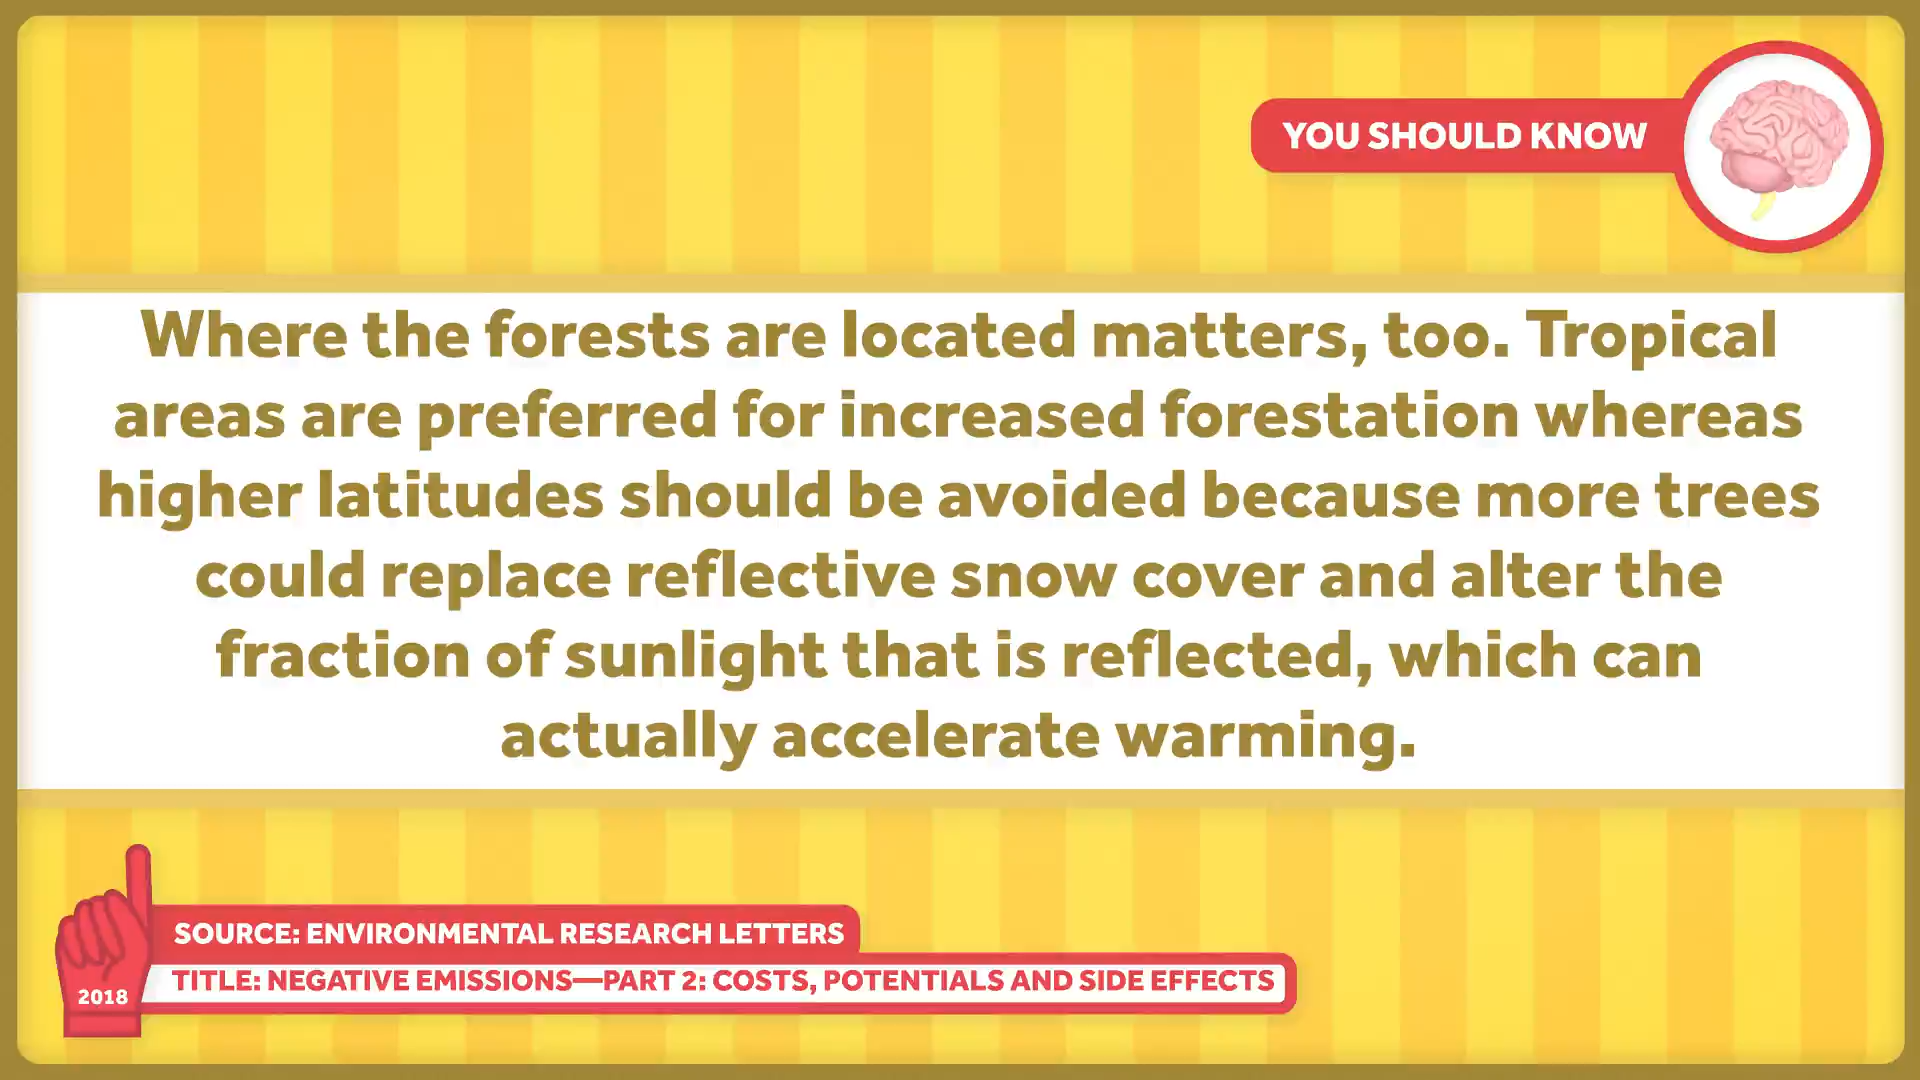 YOU SHOULD KNOW
Where the forests are located matters, too. Tropical
areas are preferred for increased forestation whereas
higher latitudes should be avoided because more trees
could replace reflective snow cover and alter the
fraction of sunlight that is reflected, which can
actually accelerate warming.
SOURCE: ENVIRONMENTAL RESEARCH LETTERS
TITLE: NEGATIVE EMISSIONS—PART 2: COSTS, POTENTIALS AND SIDE EFFECTS
2018